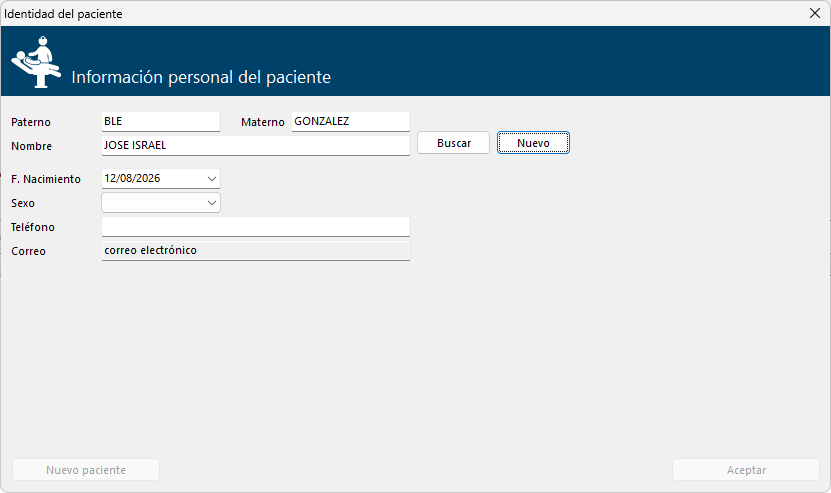 Identidad del paciente
Información personal del paciente
Paterno BLE Materno GONZALEZ
Nombre JOSE ISRAEL Buscar Nuevo
F. Nacimiento 12/08/2026
Sexo
Teléfono
Correo correo electrónico
Nuevo paciente Aceptar